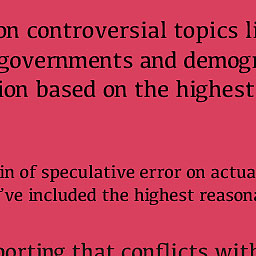 on controversial topics li
governments and demogr
ion based on the highest
in of speculative error on actua
've included the highest reasona
porting that conflicts with